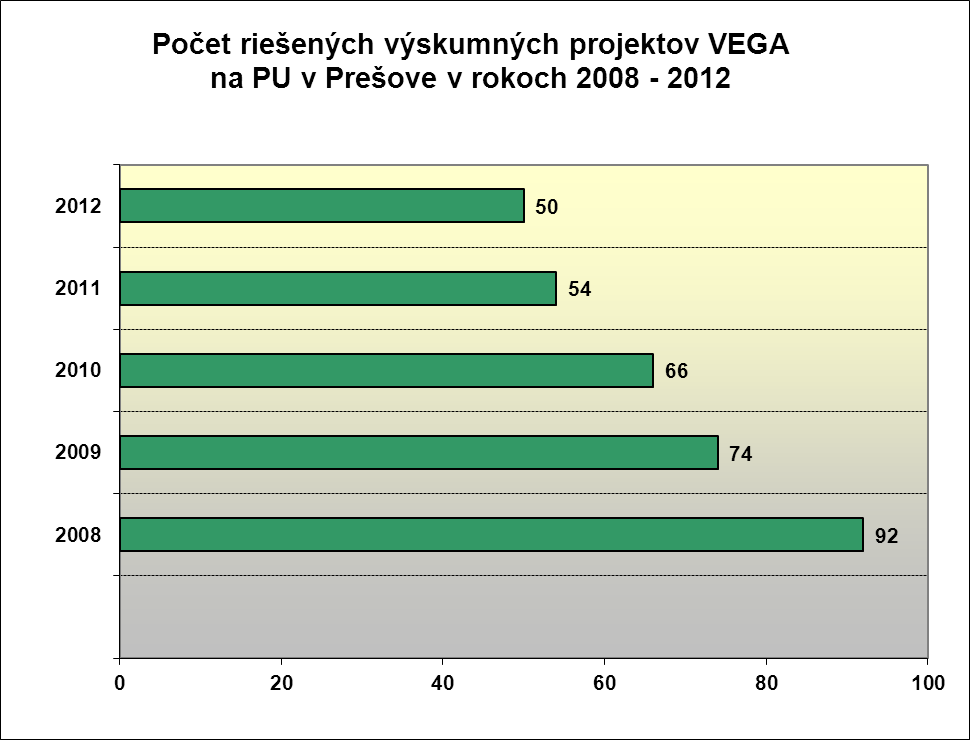 Počet riešených výskumných projektov VEGA
na PU v Prešove v rokoch 2008 - 2012
2012 50
2011 54
2010 66
2009 74
2008 92
0 20 40 60 80 100